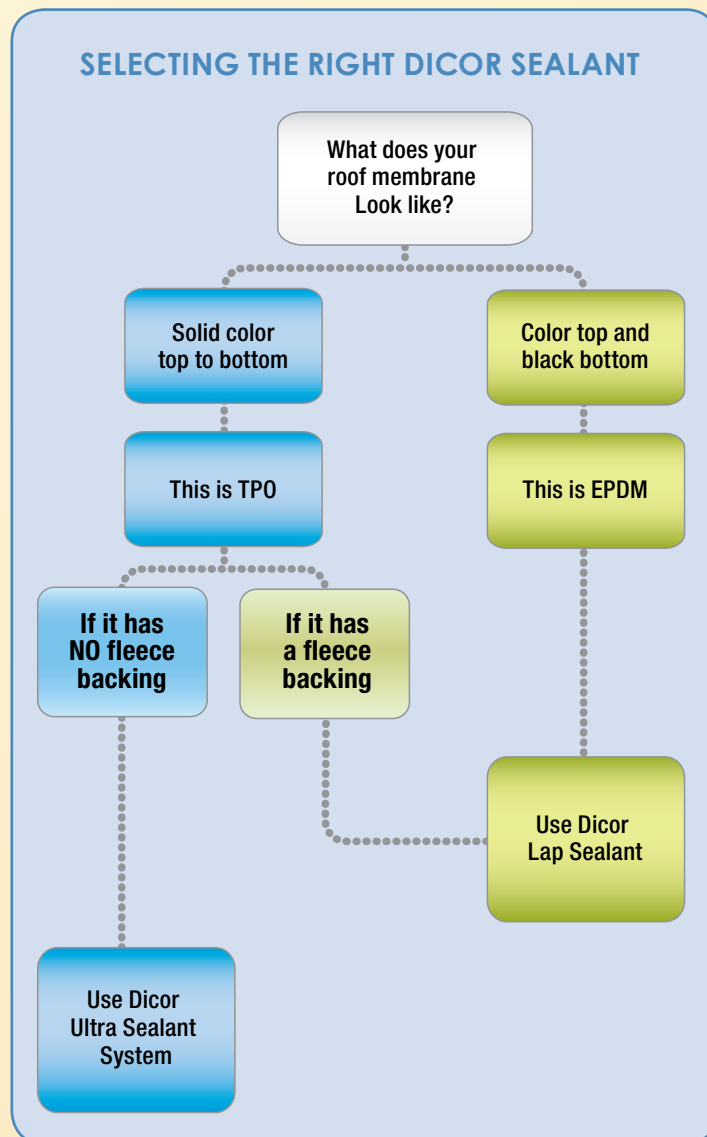 SELECTING THE RIGHT DICOR SEALANT
What does your
roof membrane
Look like?
Solid color
top to bottom
Color top and
black bottom
This is TPO
This is EPDM
If it has
NO fleece
backing
If it has
a fleece
backing
Use Dicor
Lap Sealant
Use Dicor
Ultra Sealant
System